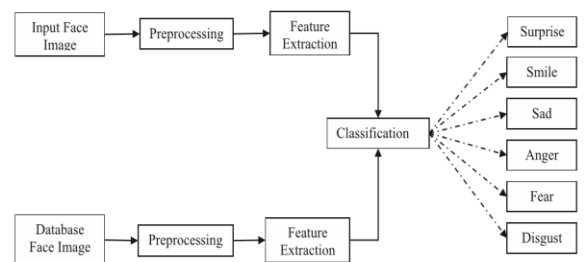 Input Face
Image
Preprocessing
Feature
Extraction
Classification
Surprise
Smile
Sad
Anger
Fear
Disgust
Database
Face Image
Preprocessing
Feature
Extraction